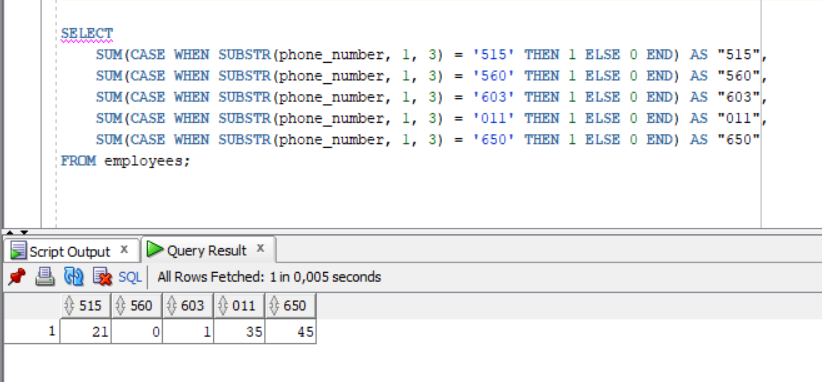 SELECT
SUM(CASE WHEN SUBSTR(phone_number, 1, 3) = '515' THEN 1 ELSE 0 END) AS "515",
SUM(CASE WHEN SUBSTR(phone_number, 1, 3) = '560' THEN 1 ELSE 0 END) AS "560",
SUM(CASE WHEN SUBSTR(phone_number, 1, 3) = '603' THEN 1 ELSE 0 END) AS "603",
SUM(CASE WHEN SUBSTR(phone_number, 1, 3) = '011' THEN 1 ELSE 0 END) AS "011",
SUM(CASE WHEN SUBSTR(phone_number, 1, 3) = '650' THEN 1 ELSE 0 END) AS "650"
FROM employees;
Script Output x Query Result x
SQL All Rows Fetched: 1 in 0,005 seconds
515 560 603 011 650
1 21 0 1 35 45